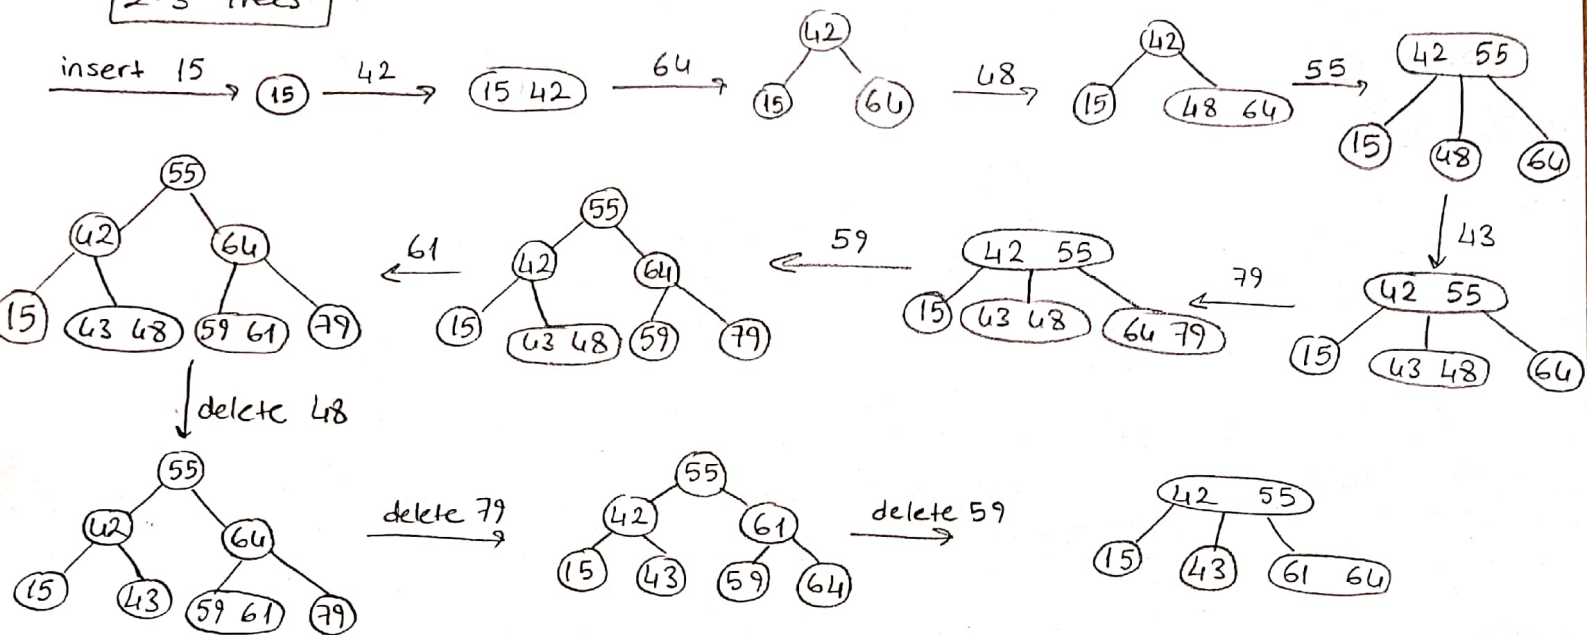 2-3 Trees
insert 15
15
42
15 42
64
42
15 64
48
42
15 48 64
55
42 55
15 48 64
43
42 55
15 43 48 64
79
42 55
15 43 48 64 79
59
55
42 64
15 43 48 59 79
61
55
42 64
15 43 48 59 61 79
delete 48
55
42 64
15 43 59 61 79
delete 79
55
42 61
15 43 59 64
delete 59
42 55
15 43 61 64